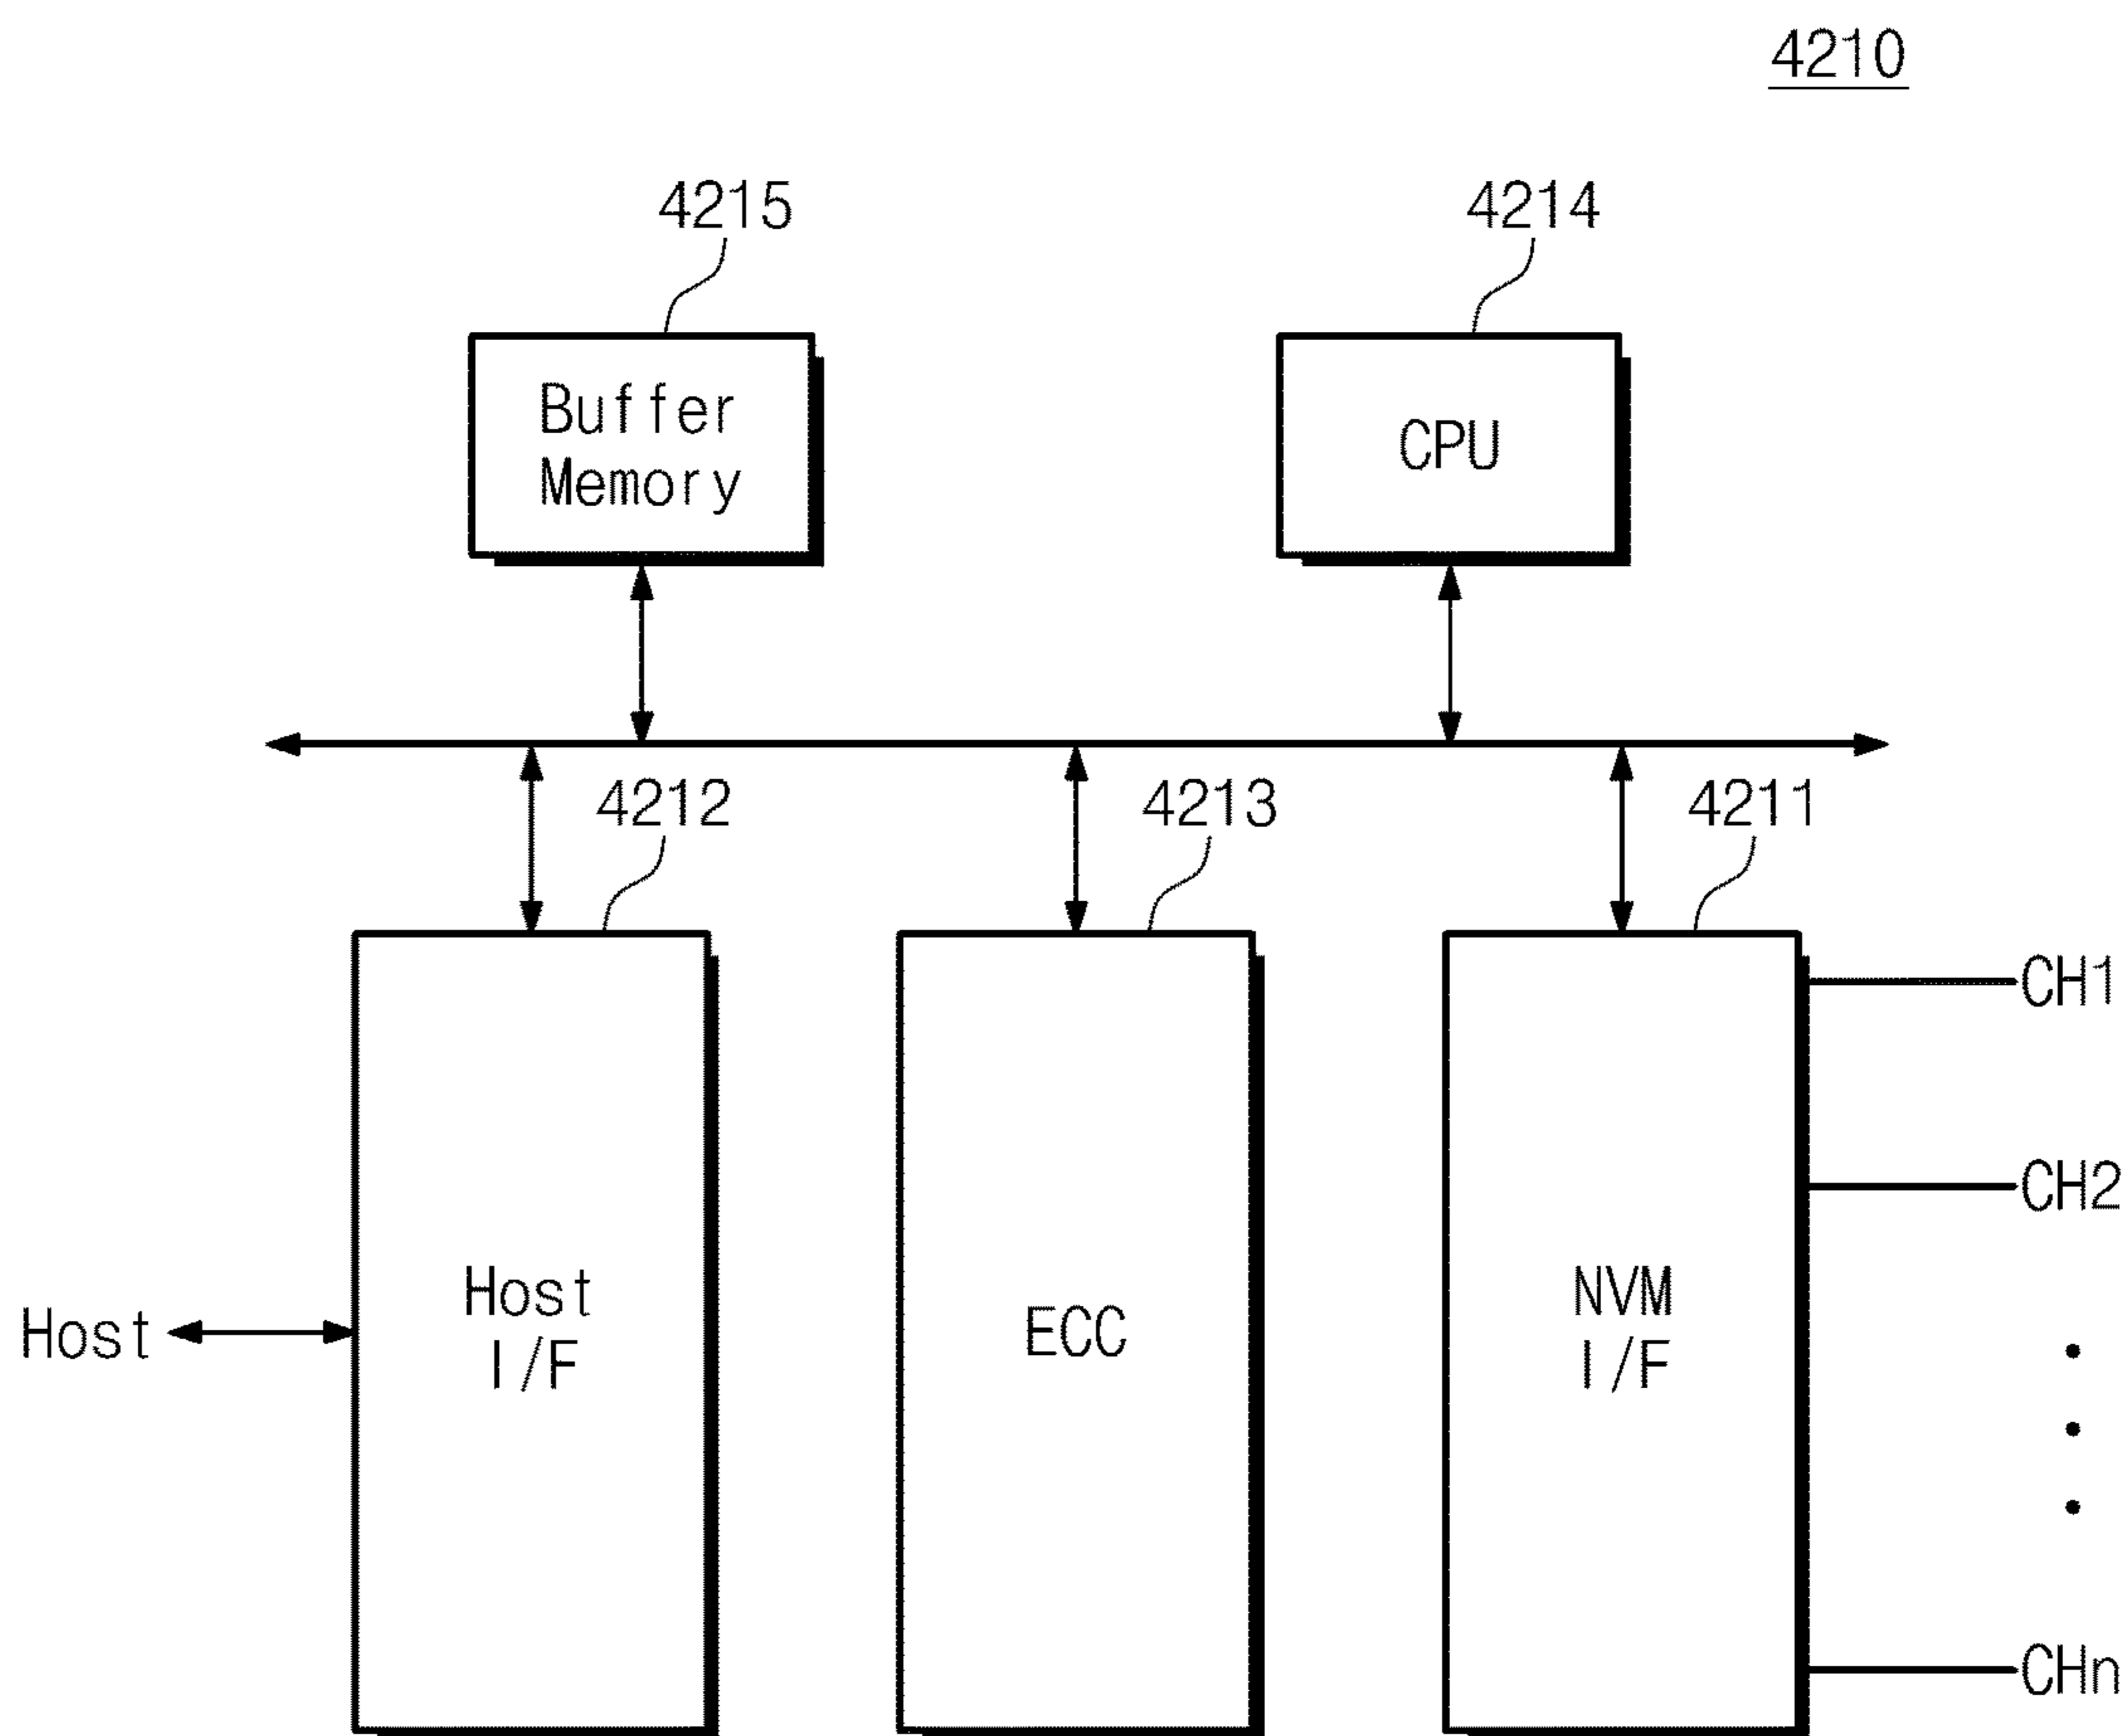 4210
4215
4214
Buffer
Memory
CPU
4212
4213
4211
CH1
CH2
Host
Host
I/F
ECC
NVM
I/F
CHn